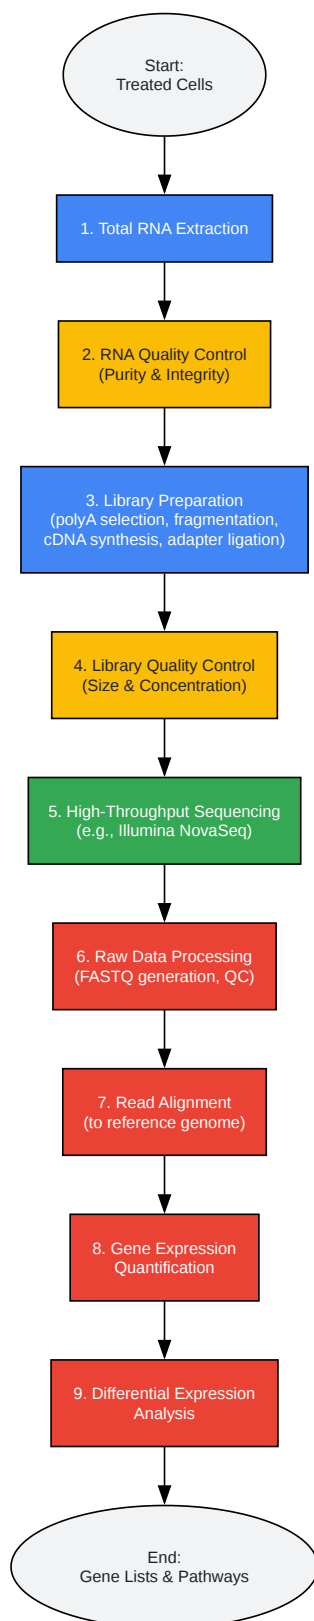 Start:
Treated Cells
1. Total RNA Extraction
2. RNA Quality Control
(Purity & Integrity)
3. Library Preparation
(polyA selection, fragmentation,
cDNA synthesis, adapter ligation)
4. Library Quality Control
(Size & Concentration)
5. High-Throughput Sequencing
(e.g., Illumina NovaSeq)
6. Raw Data Processing
(FASTQ generation, QC)
7. Read Alignment
(to reference genome)
8. Gene Expression
Quantification
9. Differential Expression
Analysis
End:
Gene Lists & Pathways